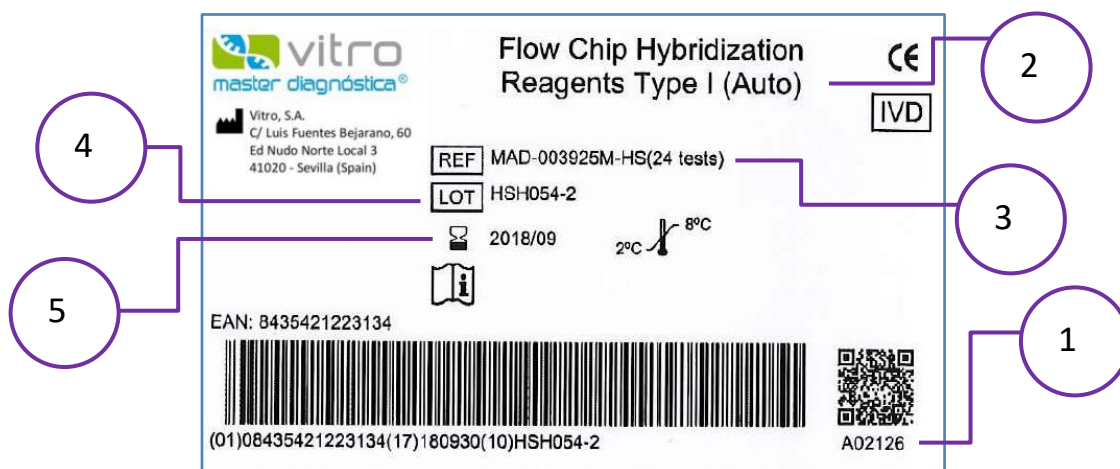 vitro
master diagnóstica®
Vitro, S.A.
C/ Luis Fuentes Bejarano, 60
Ed Nudo Norte Local 3
41020 - Sevilla (Spain)
Flow Chip Hybridization
Reagents Type I (Auto)
CE
IVD
REF MAD-003925M-HS(24 tests)
LOT HSH054-2
2018/09
2ºC 8ºC
i
EAN: 8435421223134
(01)08435421223134(17)180930(10)HSH054-2
A02126
2
4
3
5
1